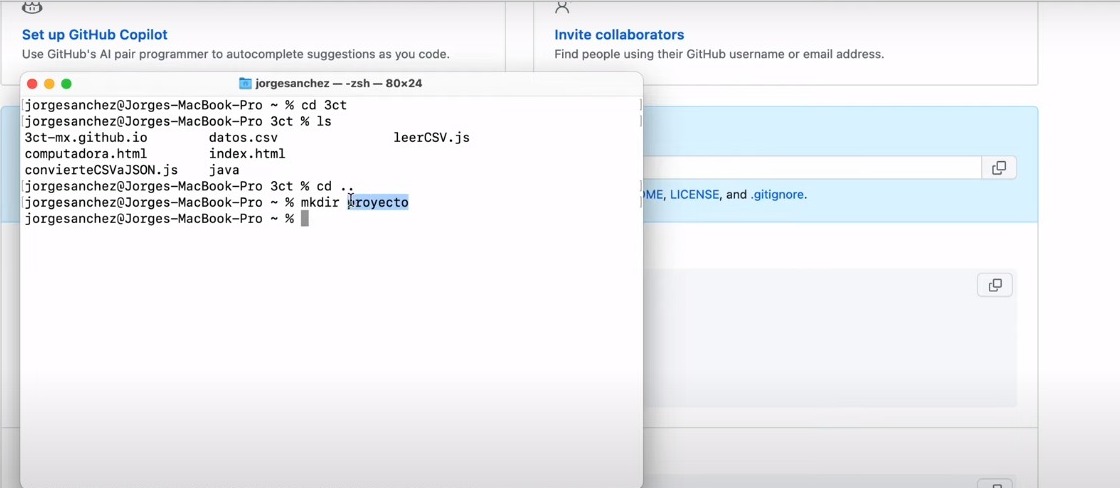 Set up GitHub Copilot
Use GitHub's AI pair programmer to autocomplete suggestions as you code.
Invite collaborators
Find people using their GitHub username or email address.
jorgesanchez — -zsh — 80×24
jorgesanchez@Jorges-MacBook-Pro ~ % cd 3ct
jorgesanchez@Jorges-MacBook-Pro 3ct % ls
3ct-mx.github.io datos.csv leerCSV.js
computadora.html index.html
convierteCSVaJSON.js java
jorgesanchez@Jorges-MacBook-Pro 3ct % cd ..
jorgesanchez@Jorges-MacBook-Pro ~ % mkdir proyecto
jorgesanchez@Jorges-MacBook-Pro ~ %
LICENSE, and .gitignore.